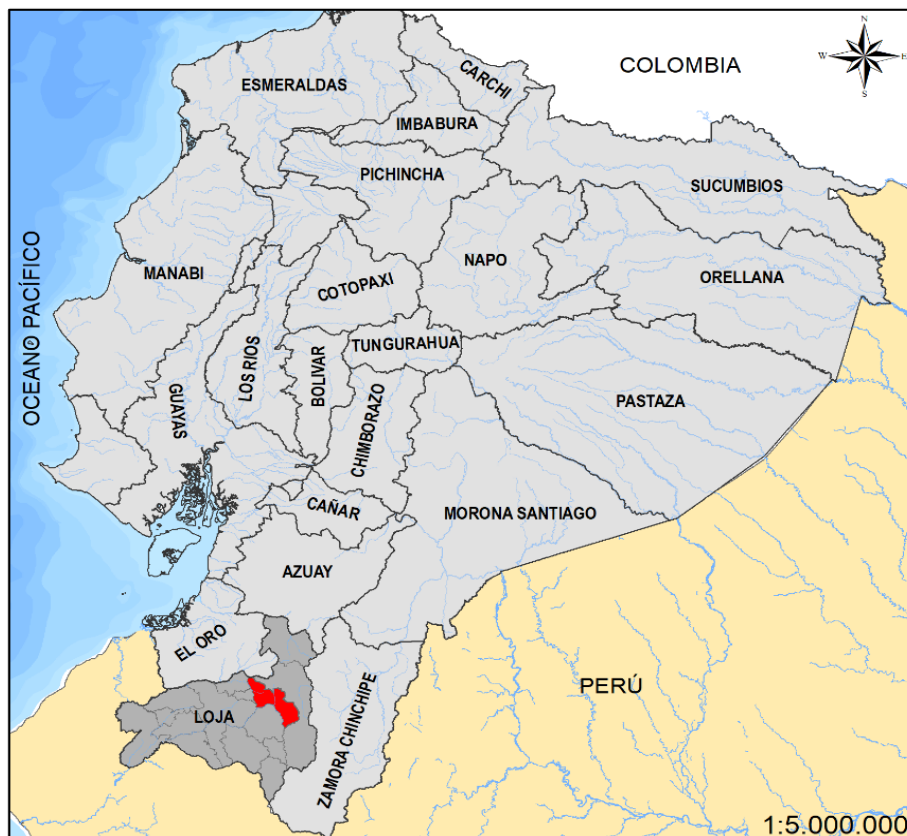 N
W
E
S
COLOMBIA
CARCHI
ESMERALDAS
IMBABURA
PICHINCHA
SUCUMBIOS
OCEANO PACÍFICO
MANABI
NAPO
COTOPAXI
ORELLANA
TUNGURAHUA
LOS RIOS
BOLIVAR
GUAYAS
CHIMBORAZO
PASTAZA
CAÑAR
MORONA SANTIAGO
AZUAY
EL ORO
PERÚ
LOJA
ZAMORA CHINCHIPE
1:5.000.000